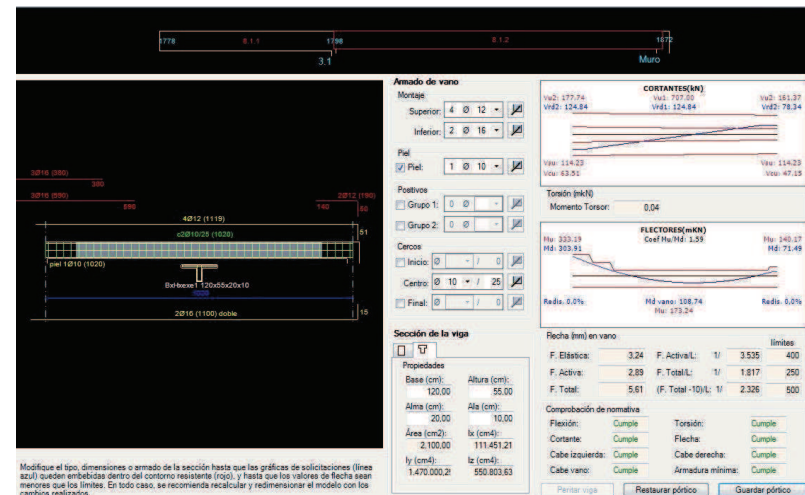 1778 8.1.1 1798 8.1.2 1872
3.1 Muro
3Ø16 (380)
380
3Ø16 (590) 2Ø12 (190)
590 140 60
4Ø12 (1119)
c2Ø10/25 (1020) 51
piel 1Ø10 (1020)
BxHxexe1 120x55x20x10
2Ø16 (1100) doble 15
Modifique el tipo, dimensiones o armado de la sección hasta que las gráficas de solicitaciones (línea
azul) queden embebidas dentro del contorno resistente (rojo), y hasta que los valores de flecha sean
menores que los límites. En todo caso, se recomienda recalcular y redimensionar el modelo con los
cambios realizados.
Armado de vano
Montaje
Superior: 4 Ø 12
Inferior: 2 Ø 16
Piel
Piel: 1 Ø 10
Positivos
Grupo 1: 0 Ø
Grupo 2: 0 Ø
Cercos
Inicio: Ø / 0
Centro: Ø 10 / 25
Final: Ø / 0
Sección de la viga
Propiedades
Base (cm): Altura (cm):
120,00 55,00
Alma (cm): Ala (cm):
20,00 10,00
Área (cm2): Ix (cm4):
2.100,00 111.451,21
Iy (cm4): Iz (cm4):
1.470.000,2 550.803,63
CORTANTES(kN)
Vu2: 177.74 Vu1: 707.00 Vu2: 161.37
Vrd2: 124.84 Vrd1: 124.84 Vrd2: 78.34
Vsu: 114.23 Vsu: 114.23
Vcu: 63.51 Vcu: 47.15
Torsión (mkN)
Momento Torsor: 0,04
FLECTORES(mKN)
Mu: 333.19 Coef Mu/Md: 1.59 Mu: 140.17
Md: 303.91 Md: 71.49
Redis. 0.0% Md vano: 108.74 Redis. 0.0%
Mu: 173.24
Flecha (mm) en vano
límites
F. Elástica: 3,24 F. Activa/L: 1/ 3.535 400
F. Activa: 2,89 F. Total/L: 1/ 1.817 250
F. Total: 5,61 (F. Total -10)/L: 1/ 2.326 500
Comprobación de normativa
Flexión: Cumple Torsión: Cumple
Cortante: Cumple Flecha: Cumple
Cabe izquierda: Cumple Cabe derecha: Cumple
Cabe vano: Cumple Armadura mínima: Cumple
Peritar viga Restaurar pórtico Guardar pórtico